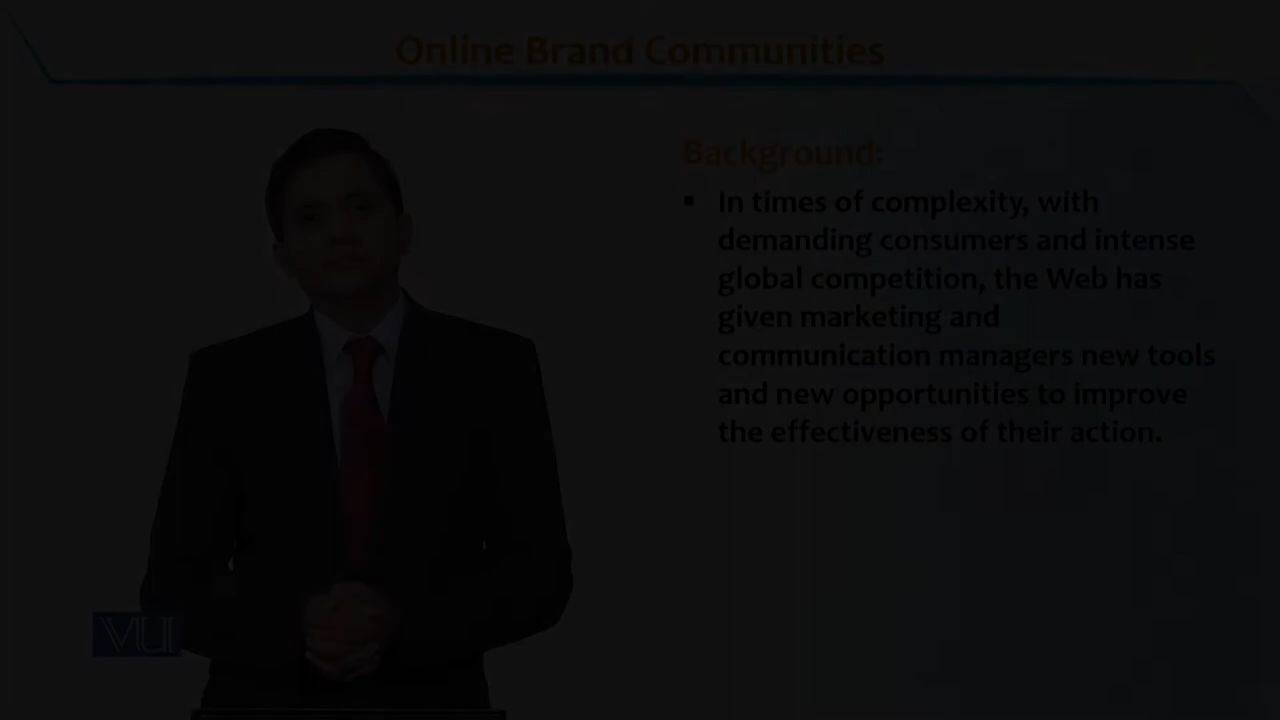 Online Brand Communities
Background:
▪ In times of complexity, with
demanding consumers and intense
global competition, the Web has
given marketing and
communication managers new tools
and new opportunities to improve
the effectiveness of their action.
VU